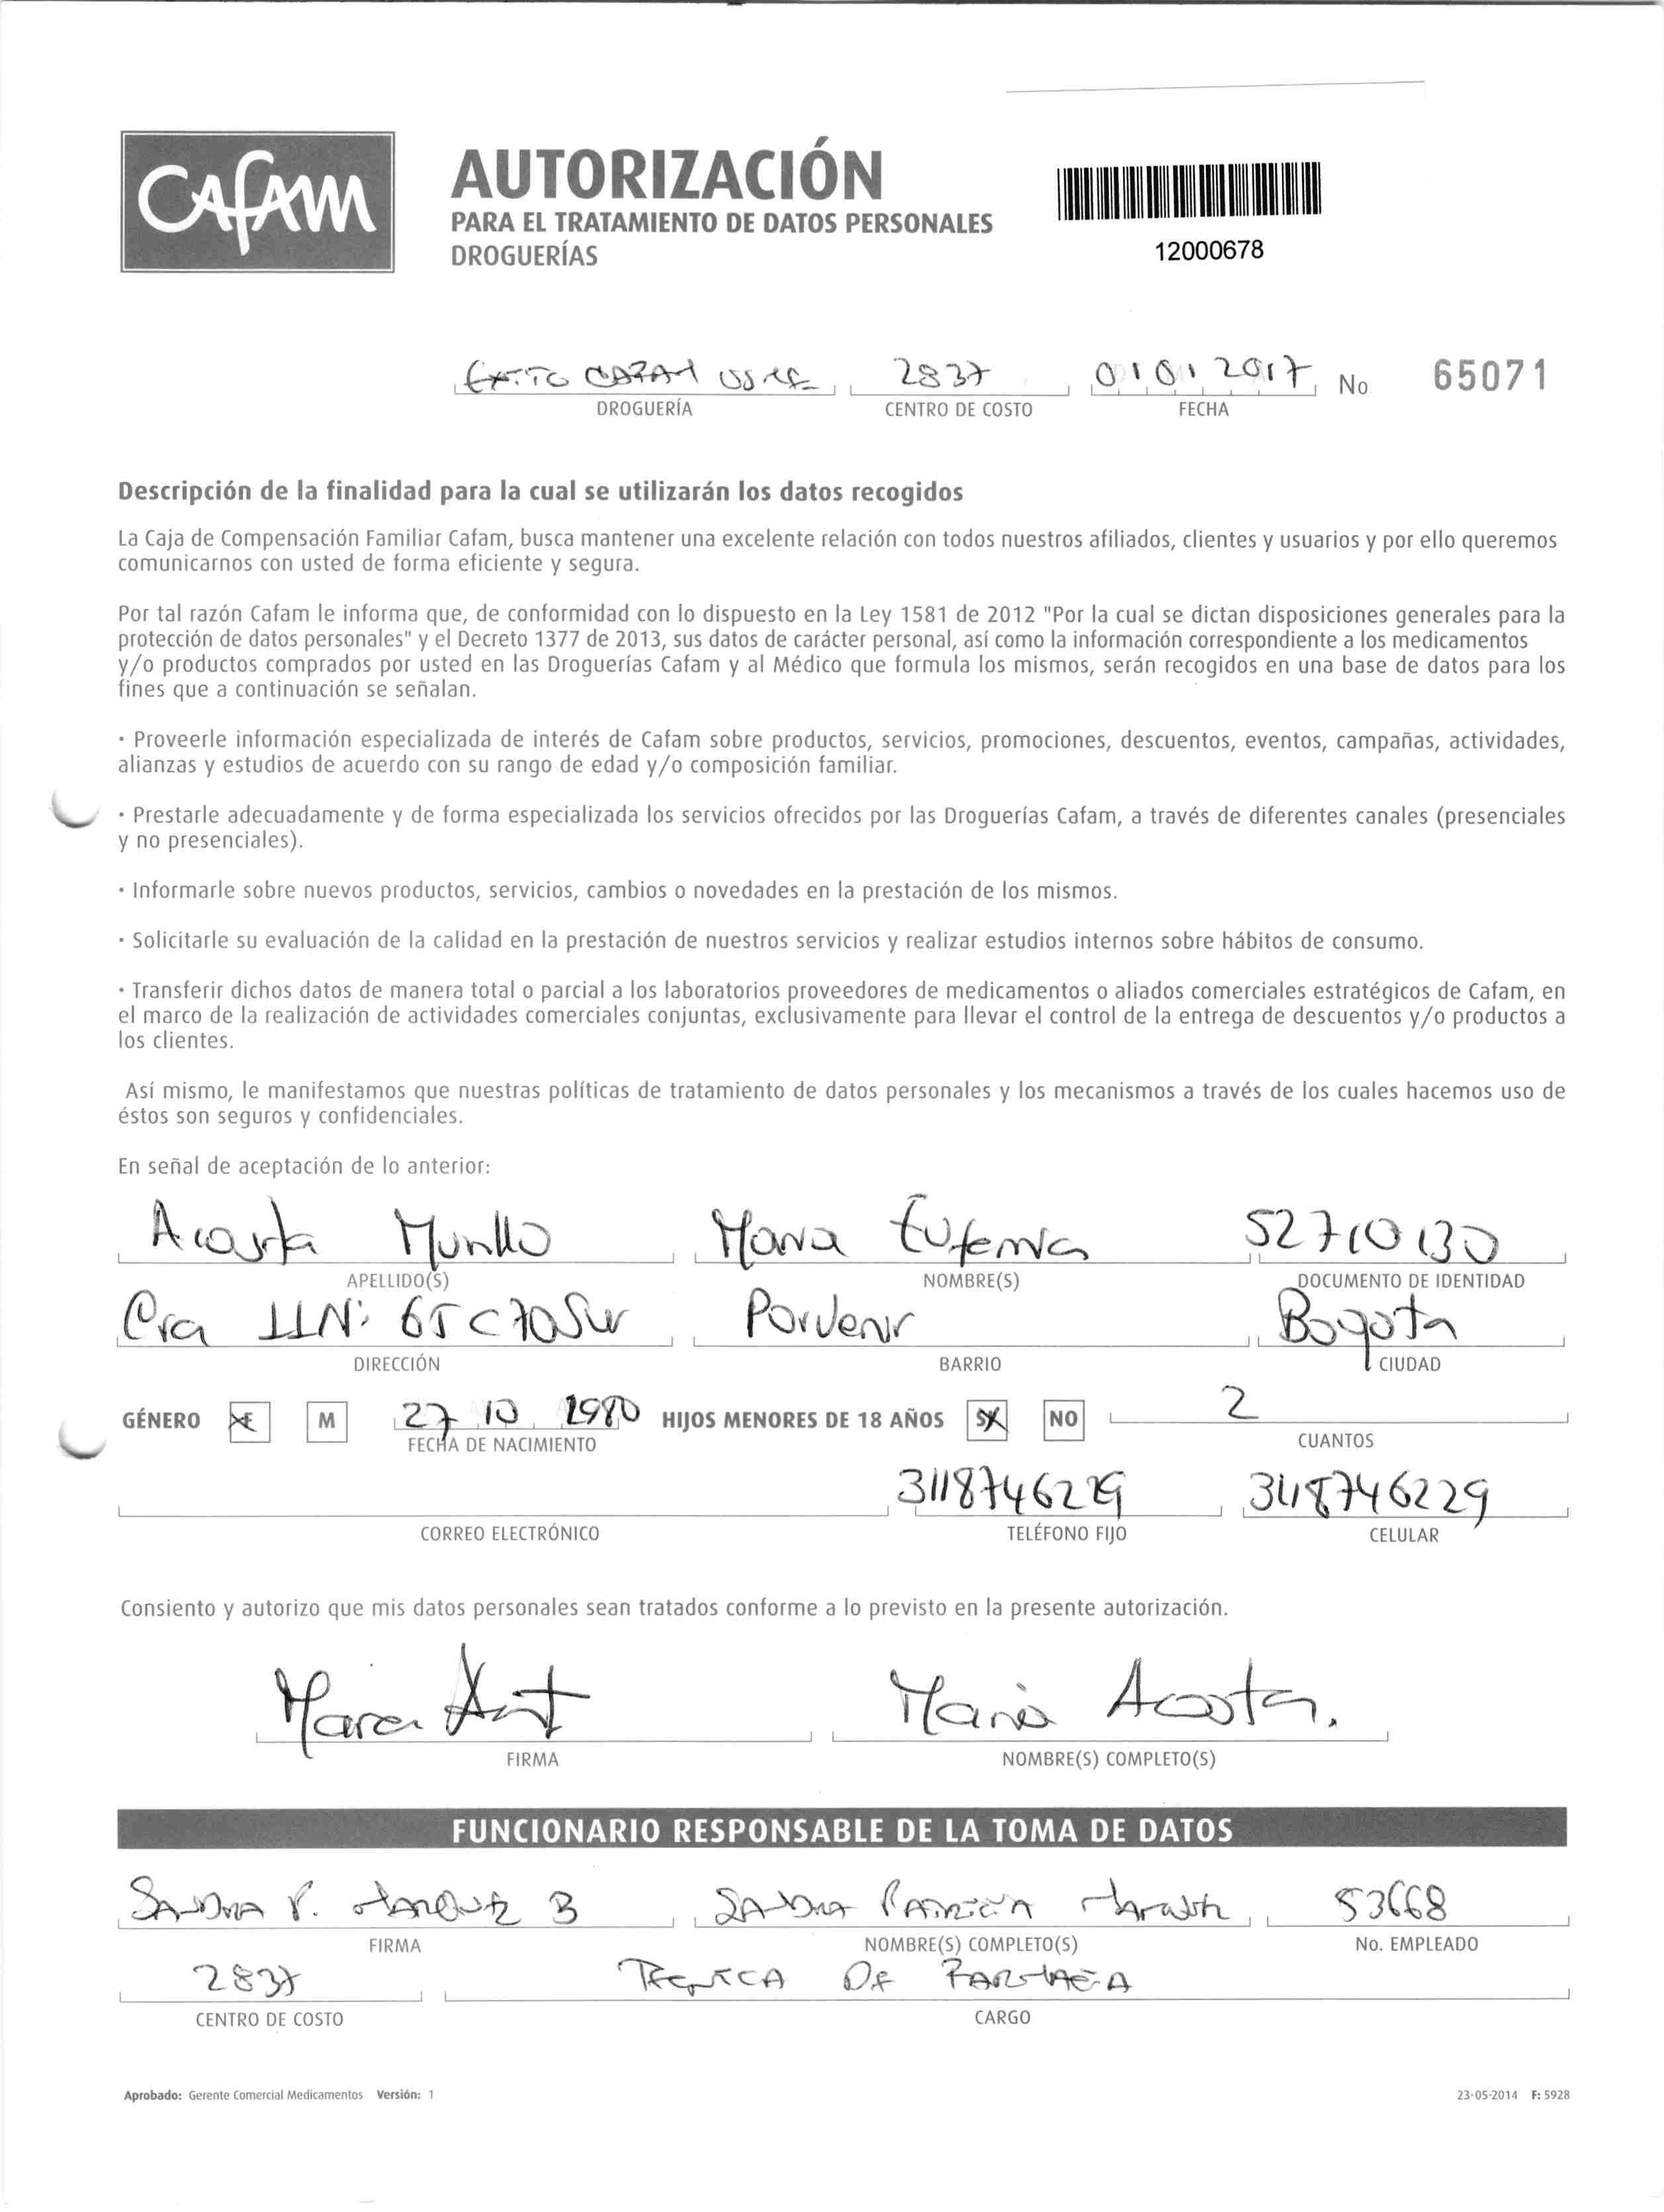 CAfAM
AUTORIZACIÓN
PARA EL TRATAMIENTO DE DATOS PERSONALES
DROGUERÍAS
12000678
EXITO CAFAM 2837 01 01 2017 No 65071
DROGUERÍA CENTRO DE COSTO FECHA
Descripción de la finalidad para la cual se utilizarán los datos recogidos
La Caja de Compensación Familiar Cafam, busca mantener una excelente relación con todos nuestros afiliados, clientes y usuarios y por ello queremos
comunicarnos con usted de forma eficiente y segura.
Por tal razón Cafam le informa que, de conformidad con lo dispuesto en la Ley 1581 de 2012 "Por la cual se dictan disposiciones generales para la
protección de datos personales" y el Decreto 1377 de 2013, sus datos de carácter personal, así como la información correspondiente a los medicamentos
y/o productos comprados por usted en las Droguerías Cafam y al Médico que formula los mismos, serán recogidos en una base de datos para los
fines que a continuación se señalan.
· Proveerle información especializada de interés de Cafam sobre productos, servicios, promociones, descuentos, eventos, campañas, actividades,
alianzas y estudios de acuerdo con su rango de edad y/o composición familiar.
· Prestarle adecuadamente y de forma especializada los servicios ofrecidos por las Droguerías Cafam, a través de diferentes canales (presenciales
y no presenciales).
· Informarle sobre nuevos productos, servicios, cambios o novedades en la prestación de los mismos.
· Solicitarle su evaluación de la calidad en la prestación de nuestros servicios y realizar estudios internos sobre hábitos de consumo.
· Transferir dichos datos de manera total o parcial a los laboratorios proveedores de medicamentos o aliados comerciales estratégicos de Cafam, en
el marco de la realización de actividades comerciales conjuntas, exclusivamente para llevar el control de la entrega de descuentos y/o productos a
los clientes.
Así mismo, le manifestamos que nuestras políticas de tratamiento de datos personales y los mecanismos a través de los cuales hacemos uso de
éstos son seguros y confidenciales.
En señal de aceptación de lo anterior:
Acosta Murillo Maria Eufemia 52710130
APELLIDO(S) NOMBRE(S) DOCUMENTO DE IDENTIDAD
Cra 11N: 65 c 70 Sur Porvenir Bogota
DIRECCIÓN BARRIO CIUDAD
GÉNERO F M 27 10 1980 HIJOS MENORES DE 18 AÑOS SI NO 2
FECHA DE NACIMIENTO CUANTOS
3118746229 3118746229
CORREO ELECTRÓNICO TELÉFONO FIJO CELULAR
Consiento y autorizo que mis datos personales sean tratados conforme a lo previsto en la presente autorización.
Maria Acosta.
FIRMA NOMBRE(S) COMPLETO(S)
FUNCIONARIO RESPONSABLE DE LA TOMA DE DATOS
Sandra P. B Sandra Patricia 53668
FIRMA NOMBRE(S) COMPLETO(S) No. EMPLEADO
2837 Tecnica De Farmacia
CENTRO DE COSTO CARGO
Aprobado: Gerente Comercial Medicamentos Versión: 1 23-05-2014 F: 5928